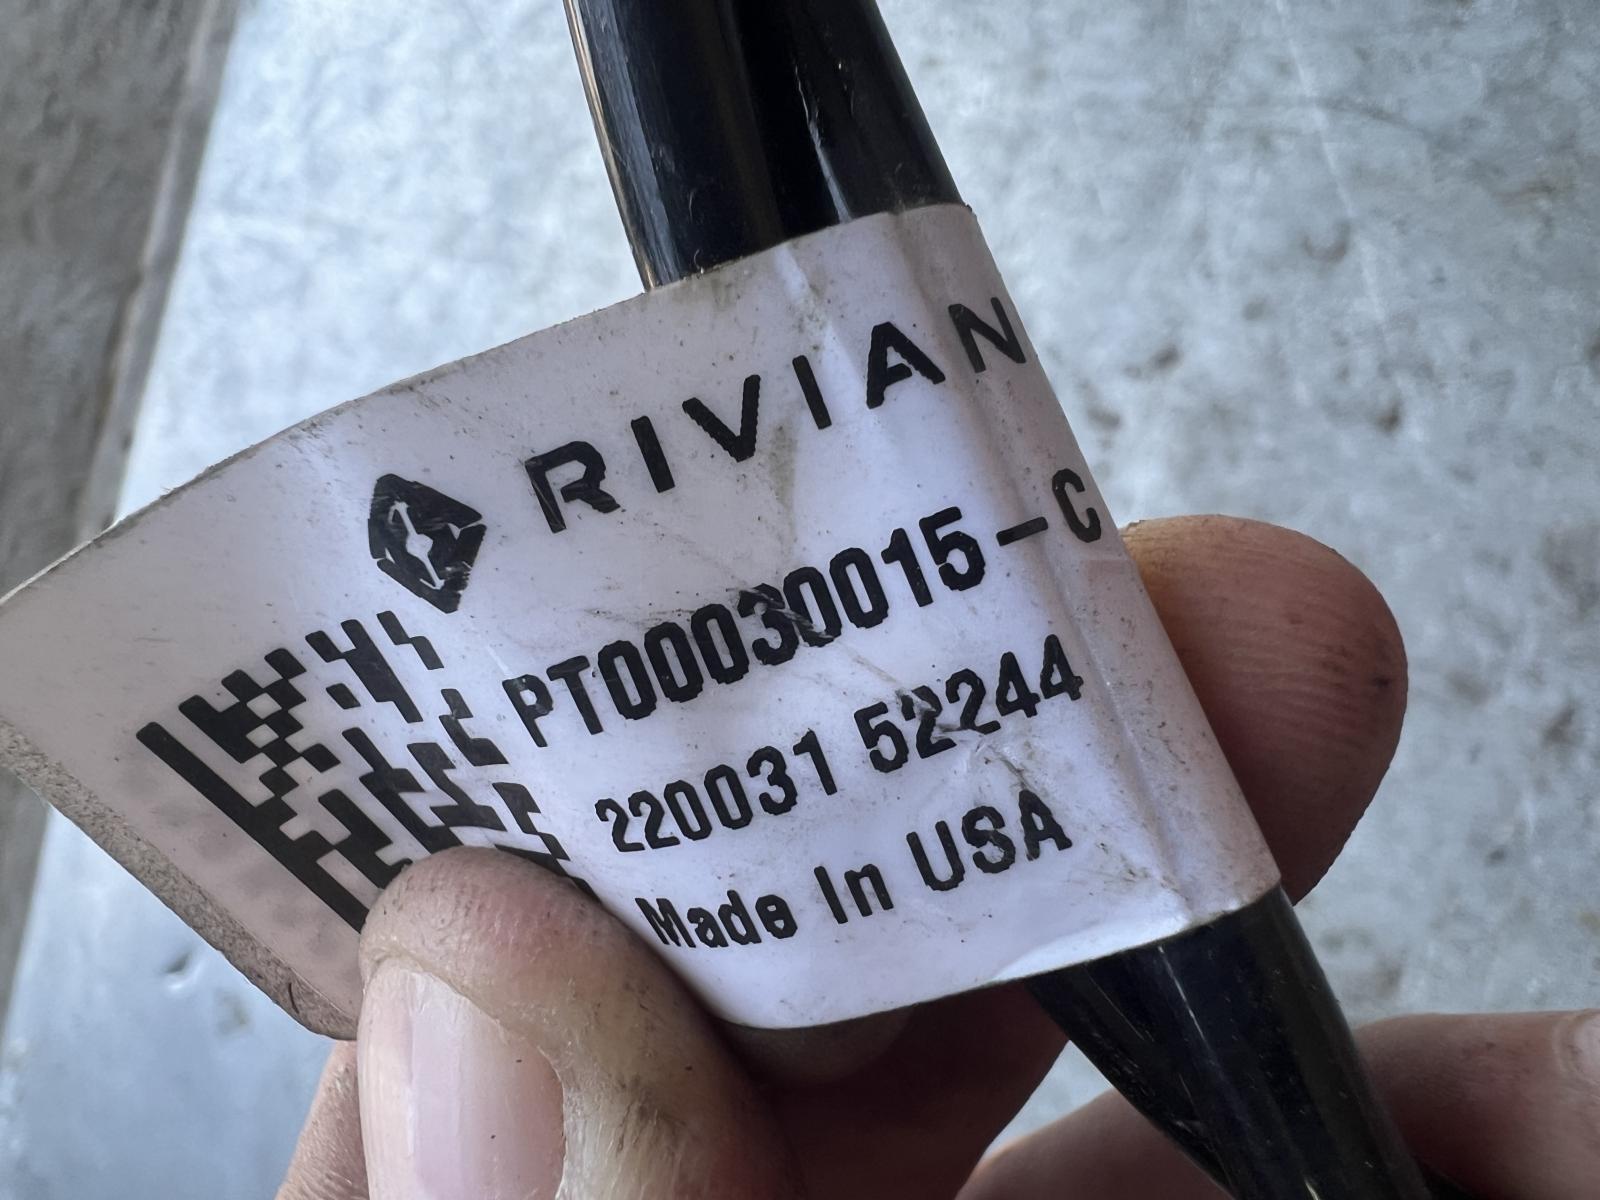 RIVIAN
PT00030015-C
220031 52244
Made In USA